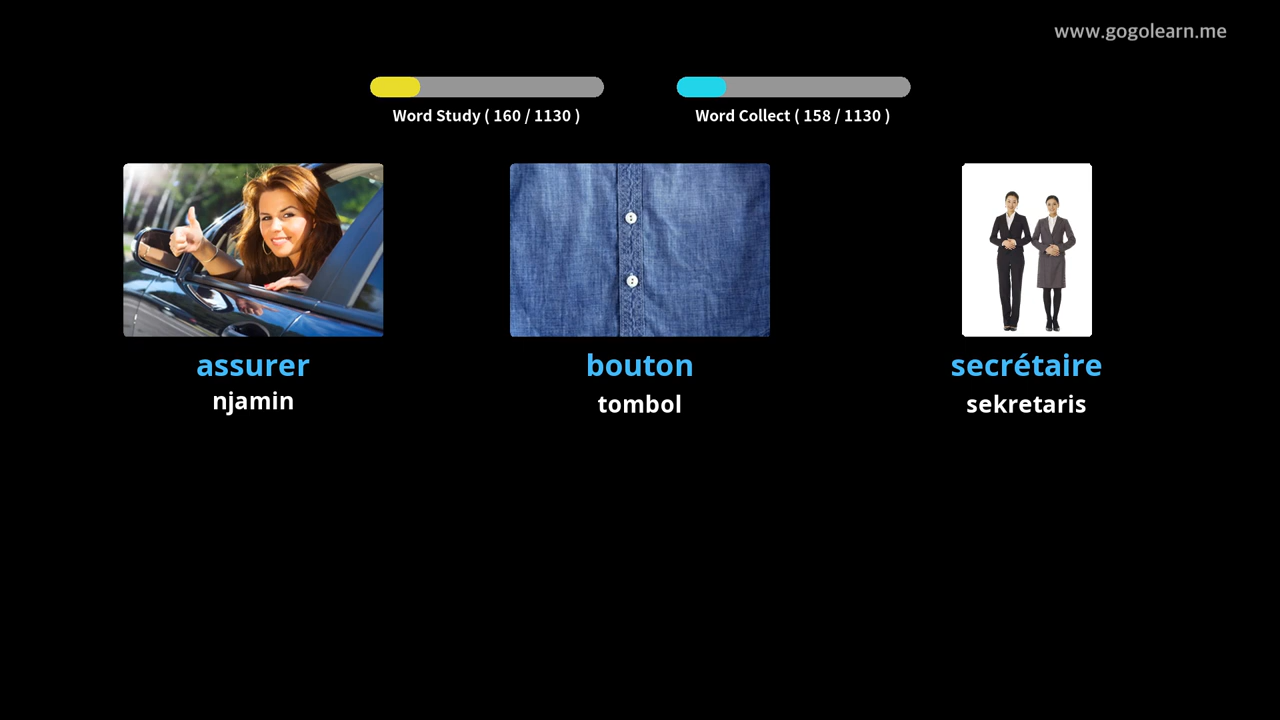 www.gogolearn.me
Word Study ( 160 / 1130 )
Word Collect ( 158 / 1130 )
assurer
njamin
bouton
tombol
secrétaire
sekretaris